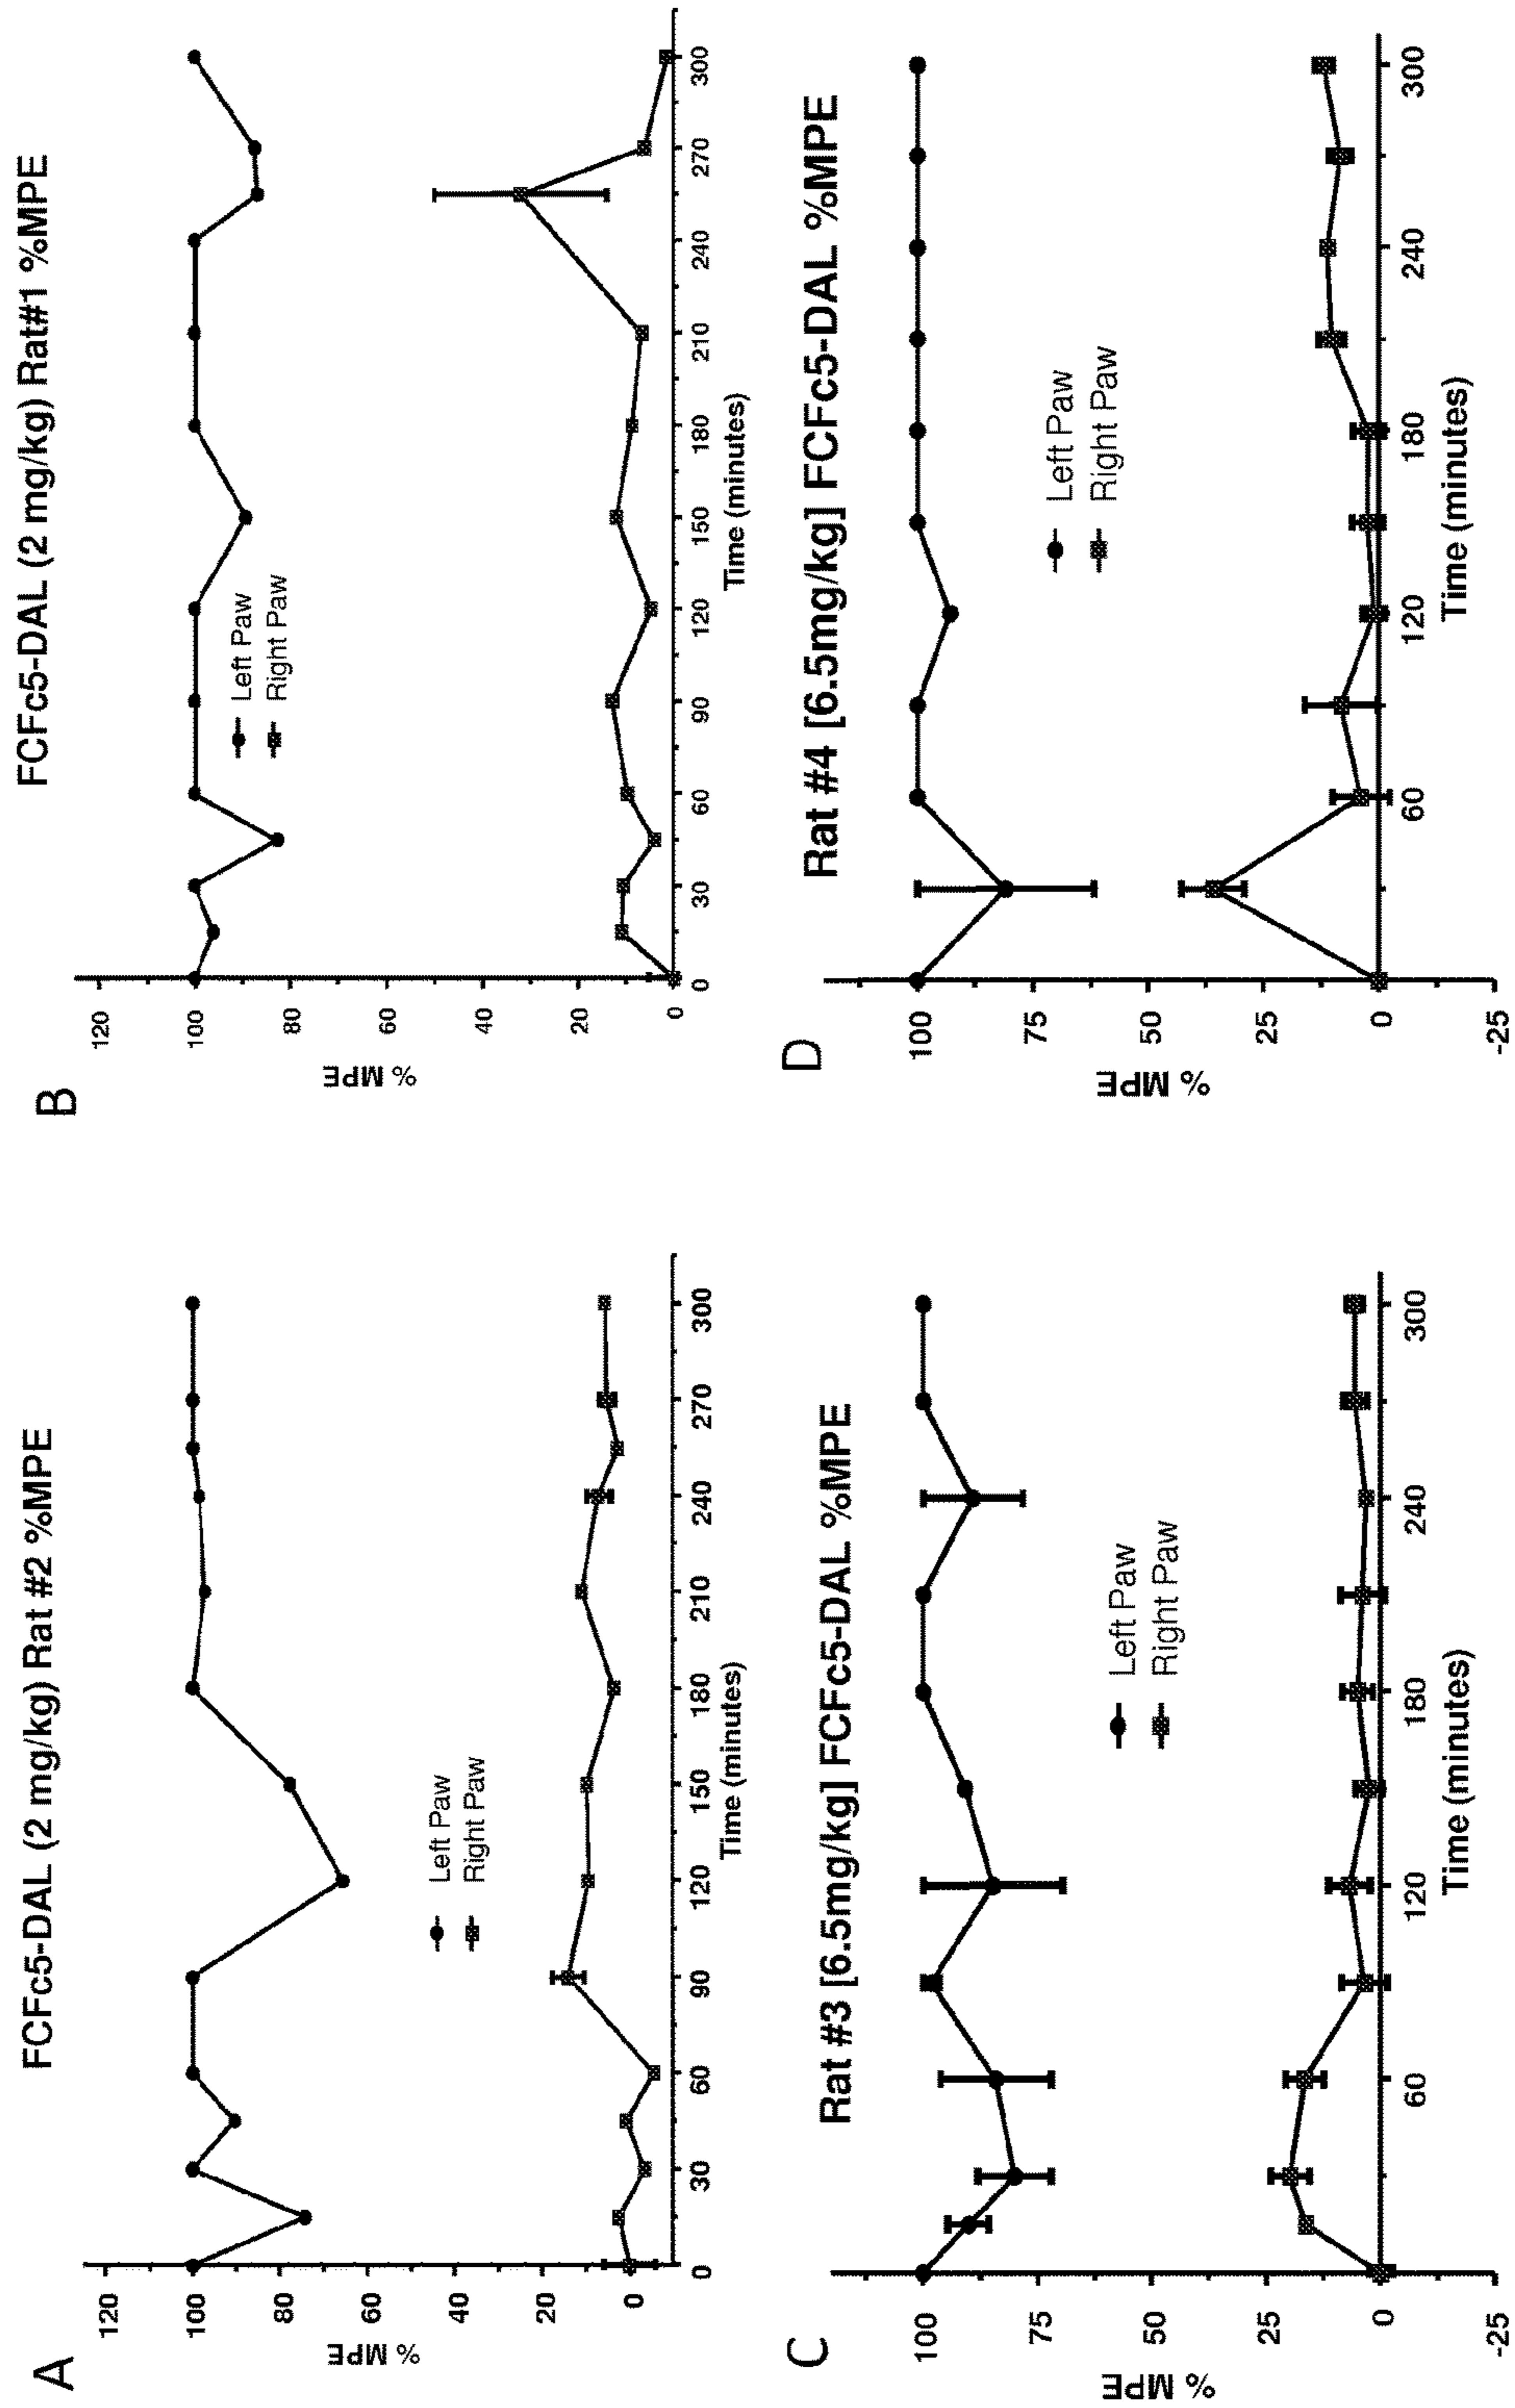 A
FCFc5-DAL (2 mg/kg) Rat #2 %MPE
% MPE
120
100
80
60
40
20
0
Left Paw
Right Paw
0 30 60 90 120 150 180 210 240 270 300
Time (minutes)
B
FCFc5-DAL (2 mg/kg) Rat#1 %MPE
% MPE
120
100
80
60
40
20
0
Left Paw
Right Paw
0 30 60 90 120 150 180 210 240 270 300
Time (minutes)
C
Rat #3 [6.5mg/kg] FCFc5-DAL %MPE
% MPE
100
75
50
25
0
-25
Left Paw
Right Paw
60 120 180 240 300
Time (minutes)
D
Rat #4 [6.5mg/kg] FCFc5-DAL %MPE
% MPE
100
75
50
25
0
-25
Left Paw
Right Paw
60 120 180 240 300
Time (minutes)